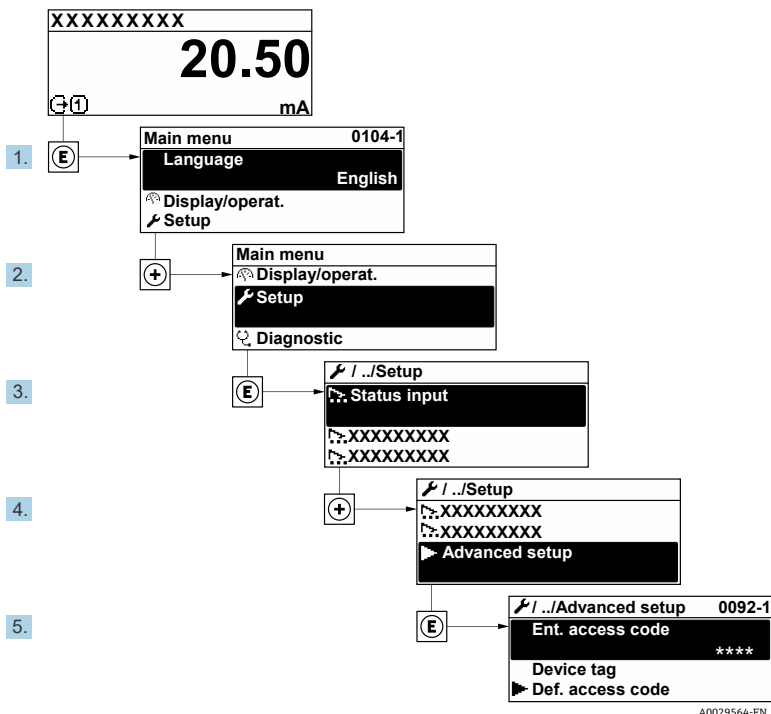 XXXXXXXXX
20.50
1 mA
1. E Main menu 0104-1
Language
English
Display/operat.
Setup
2. + Main menu
Display/operat.
Setup
Diagnostic
3. E / ../Setup
Status input
XXXXXXXXX
XXXXXXXXX
4. + / ../Setup
XXXXXXXXX
XXXXXXXXX
Advanced setup
5. E / ../Advanced setup 0092-1
Ent. access code
****
Device tag
Def. access code
A0029564-EN